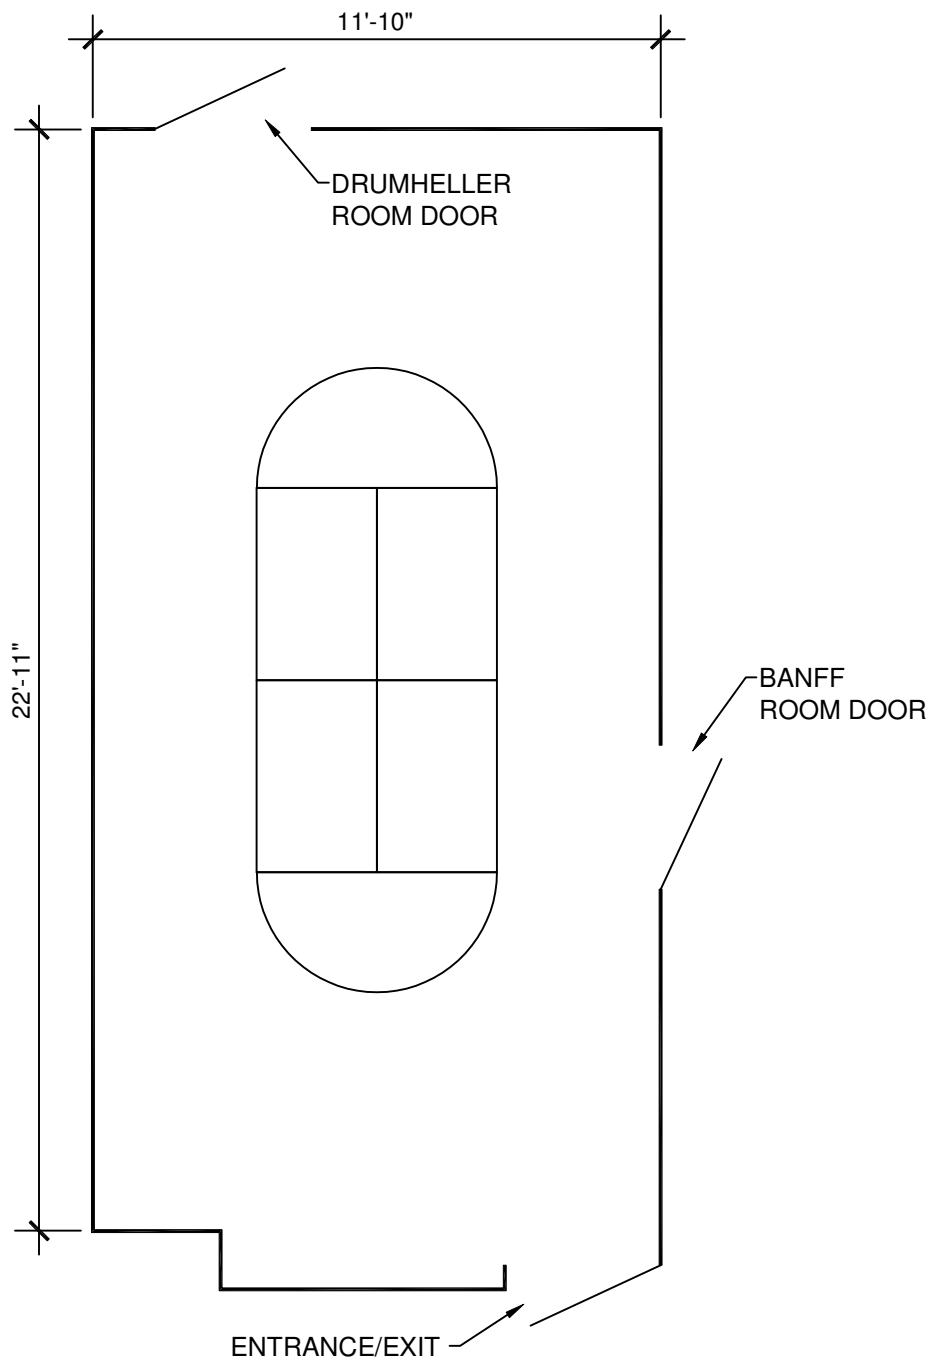 11'-10"
DRUMHELLER
ROOM DOOR
22'-11"
BANFF
ROOM DOOR
ENTRANCE/EXIT